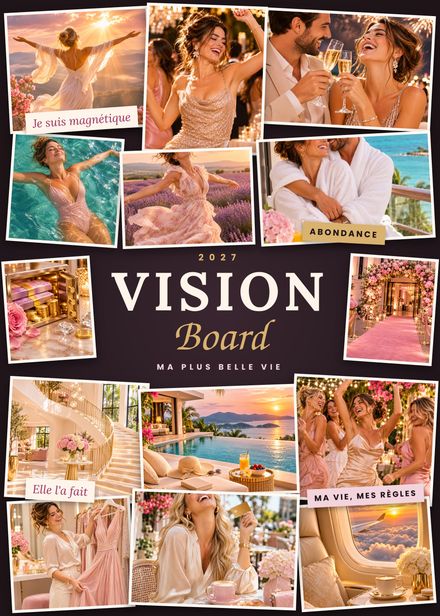 Je suis magnétique
ABONDANCE
2027
VISION
Board
MA PLUS BELLE VIE
Elle l'a fait
MA VIE, MES RÈGLES